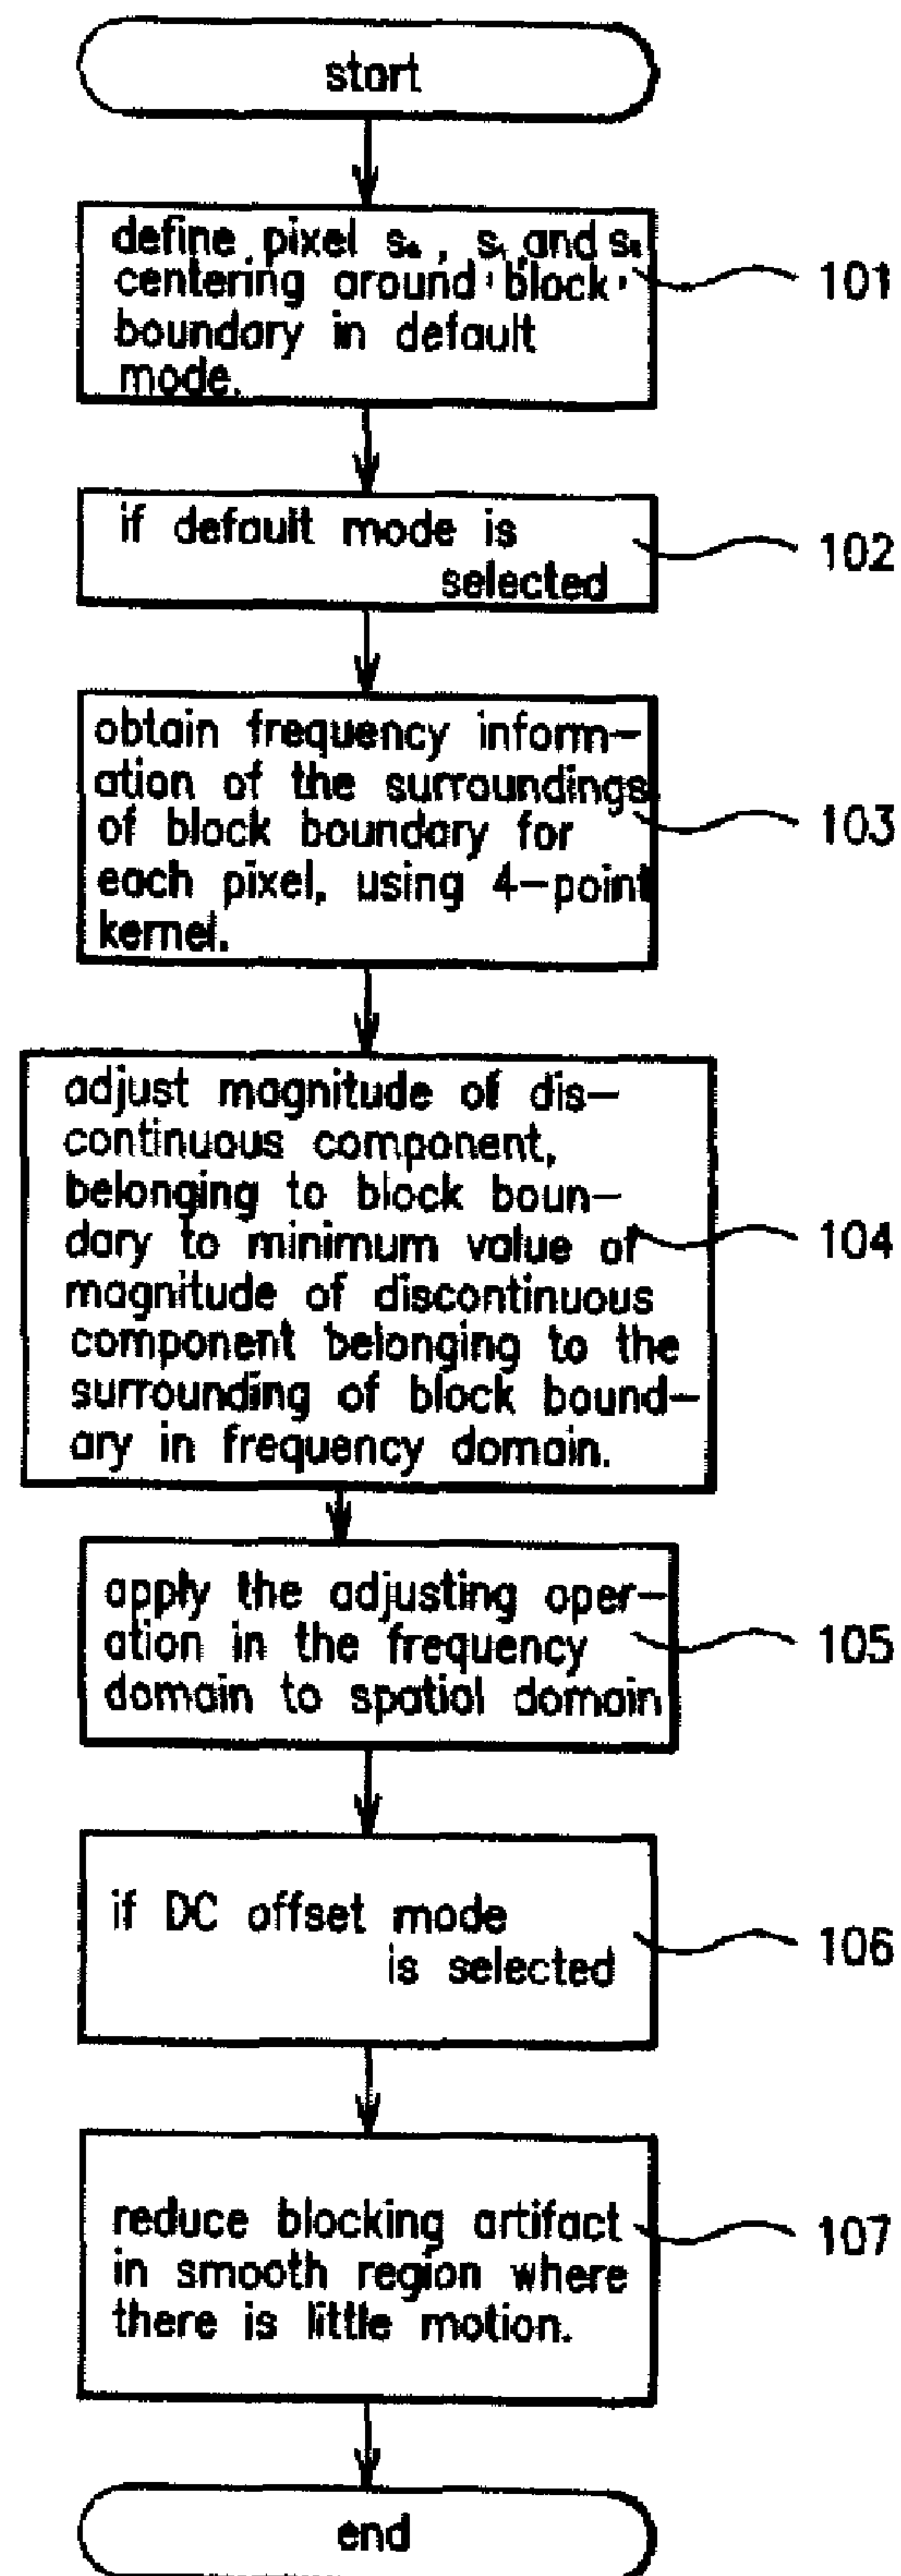 start
define pixel s, s, and s
centering around block
boundary in default
mode.
101
if default mode is
selected
102
obtain frequency inform-
ation of the surroundings
of block boundary for
each pixel, using 4-point
kernel.
103
adjust magnitude of dis-
continuous component,
belonging to block boun-
dary to minimum value of
magnitude of discontinuous
component belonging to the
surrounding of block bound-
ary in frequency domain.
104
apply the adjusting oper-
ation in the frequency
domain to spatial domain
105
if DC offset mode
is selected
106
reduce blocking artifact
in smooth region where
there is little motion.
107
end